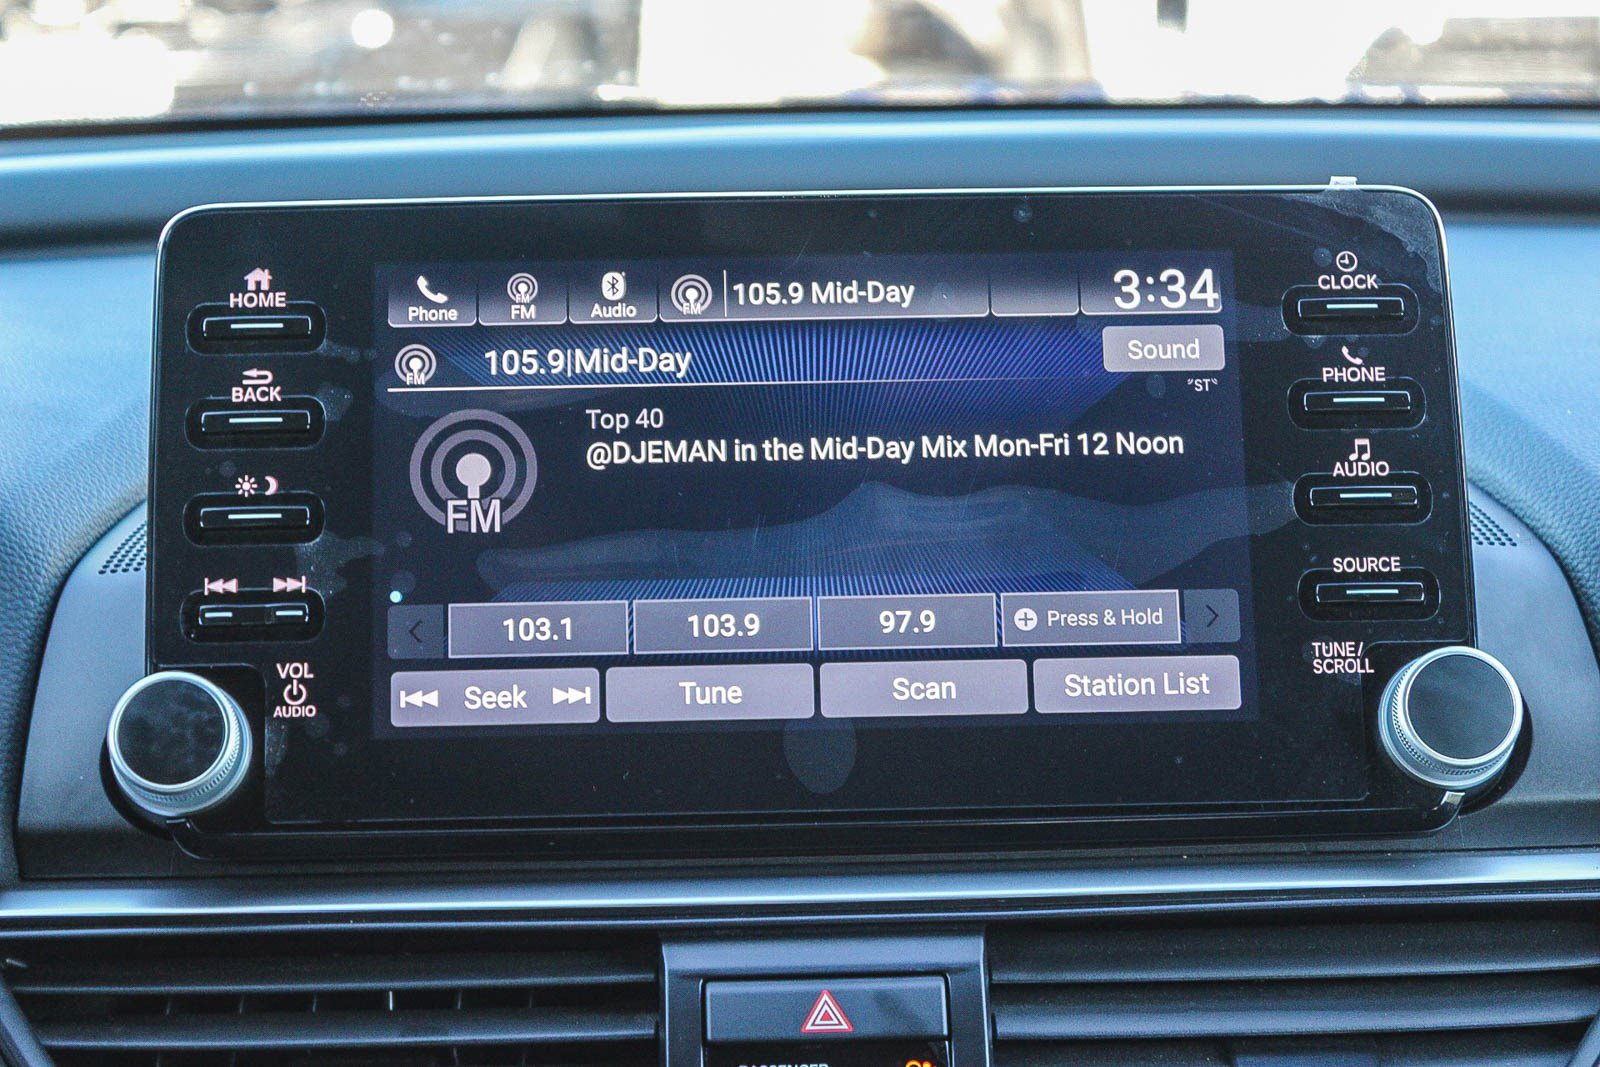 HOME
BACK
VOL
AUDIO
Phone
FM
Audio
FM
105.9 Mid-Day
3:34
FM
105.9|Mid-Day
Sound
"ST"
FM
Top 40
@DJEMAN in the Mid-Day Mix Mon-Fri 12 Noon
103.1
103.9
97.9
Press & Hold
Seek
Tune
Scan
Station List
CLOCK
PHONE
AUDIO
SOURCE
TUNE/
SCROLL
PASSENGER